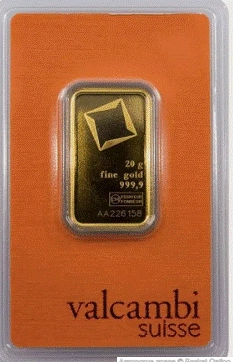 20 g
fine gold
999,9
AA226158
valcambi
suisse